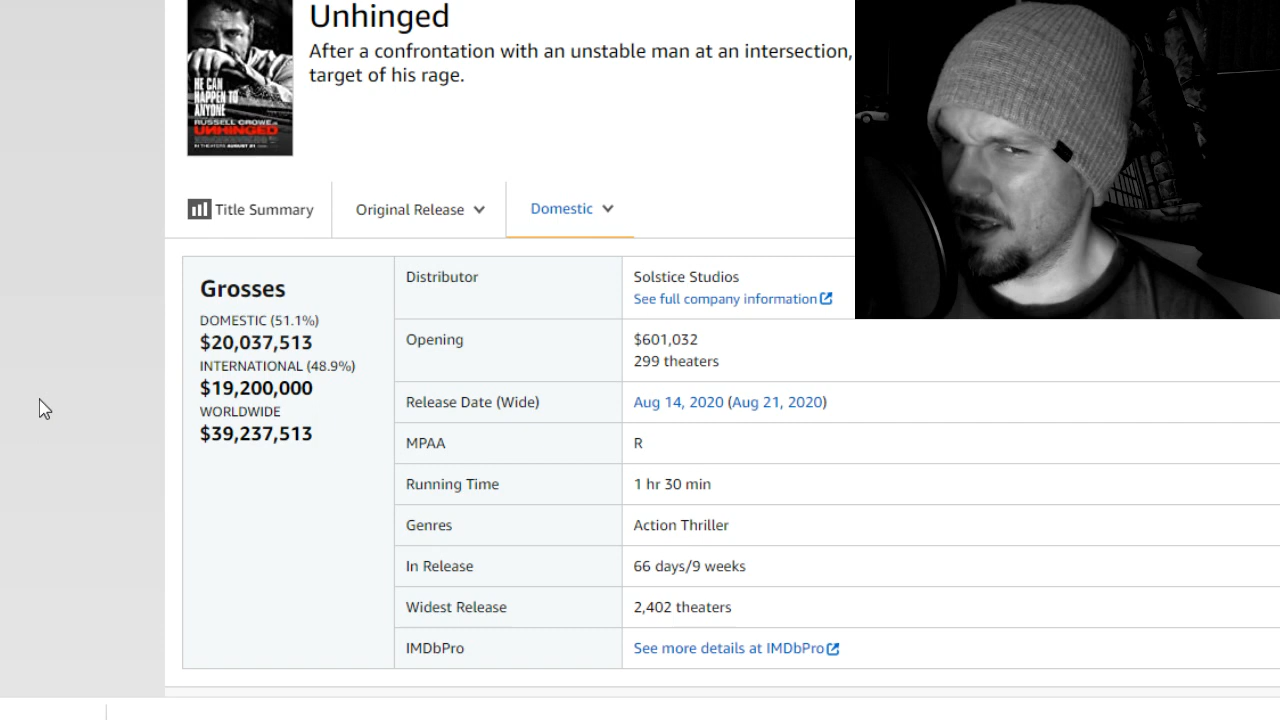 Unhinged
After a confrontation with an unstable man at an intersection,
target of his rage.
HE CAN
HAPPEN TO
ANYONE
RUSSELL CROWE
UNHINGED
IN THEATERS AUGUST 21
Title Summary
Original Release
Domestic
Grosses
DOMESTIC (51.1%)
$20,037,513
INTERNATIONAL (48.9%)
$19,200,000
WORLDWIDE
$39,237,513
Distributor
Solstice Studios
See full company information
Opening
$601,032
299 theaters
Release Date (Wide)
Aug 14, 2020 (Aug 21, 2020)
MPAA
R
Running Time
1 hr 30 min
Genres
Action Thriller
In Release
66 days/9 weeks
Widest Release
2,402 theaters
IMDbPro
See more details at IMDbPro